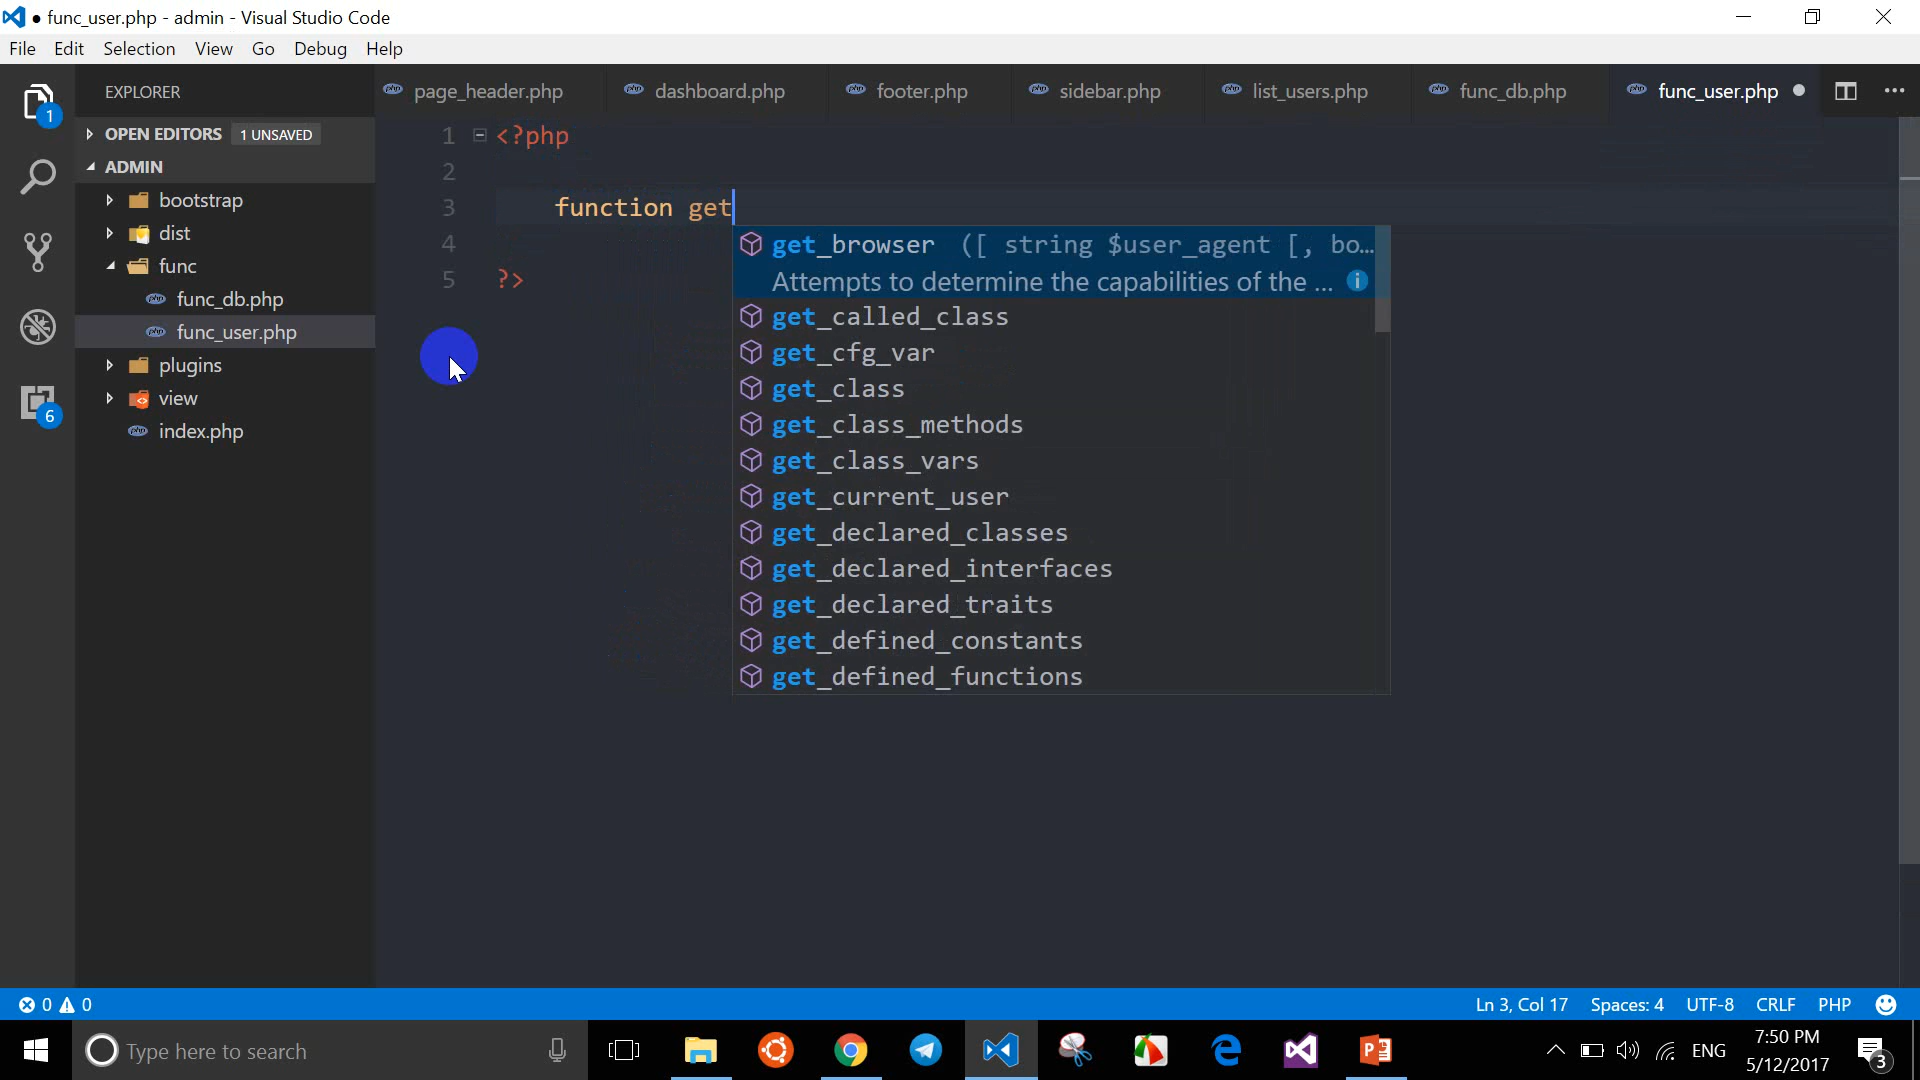 ● func_user.php - admin - Visual Studio Code
File Edit Selection View Go Debug Help
EXPLORER
OPEN EDITORS 1 UNSAVED
ADMIN
bootstrap
dist
func
func_db.php
func_user.php
plugins
view
index.php
1
6
page_header.php dashboard.php footer.php sidebar.php list_users.php func_db.php func_user.php
1 <?php
2
3 function get
4
5 ?>
get_browser ([ string $user_agent [, bo...
Attempts to determine the capabilities of the ...
get_called_class
get_cfg_var
get_class
get_class_methods
get_class_vars
get_current_user
get_declared_classes
get_declared_interfaces
get_declared_traits
get_defined_constants
get_defined_functions
0 0 Ln 3, Col 17 Spaces: 4 UTF-8 CRLF PHP
Type here to search
ENG
7:50 PM
5/12/2017
3